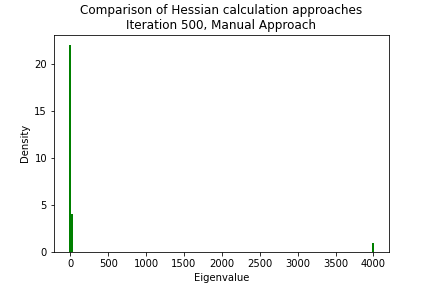 Comparison of Hessian calculation approaches
Iteration 500, Manual Approach
Density
20
15
10
5
0
0 500 1000 1500 2000 2500 3000 3500 4000
Eigenvalue